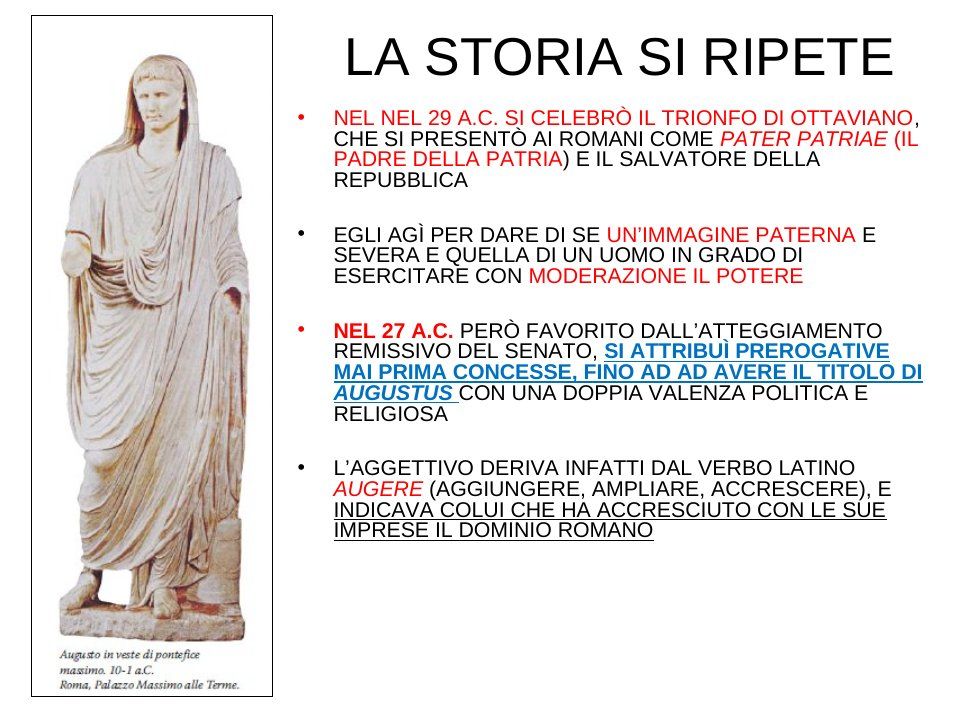 LA STORIA SI RIPETE
• NEL NEL 29 A.C. SI CELEBRÒ IL TRIONFO DI OTTAVIANO,
CHE SI PRESENTÒ AI ROMANI COME PATER PATRIAE (IL
PADRE DELLA PATRIA) E IL SALVATORE DELLA
REPUBBLICA
• EGLI AGÌ PER DARE DI SE UN’IMMAGINE PATERNA E
SEVERA E QUELLA DI UN UOMO IN GRADO DI
ESERCITARE CON MODERAZIONE IL POTERE
• NEL 27 A.C. PERÒ FAVORITO DALL’ATTEGGIAMENTO
REMISSIVO DEL SENATO, SI ATTRIBUÌ PREROGATIVE
MAI PRIMA CONCESSE, FINO AD AD AVERE IL TITOLO DI
AUGUSTUS CON UNA DOPPIA VALENZA POLITICA E
RELIGIOSA
• L’AGGETTIVO DERIVA INFATTI DAL VERBO LATINO
AUGERE (AGGIUNGERE, AMPLIARE, ACCRESCERE), E
INDICAVA COLUI CHE HA ACCRESCIUTO CON LE SUE
IMPRESE IL DOMINIO ROMANO
Augusto in veste di pontefice
massimo. 10-1 a.C.
Roma, Palazzo Massimo alle Terme.